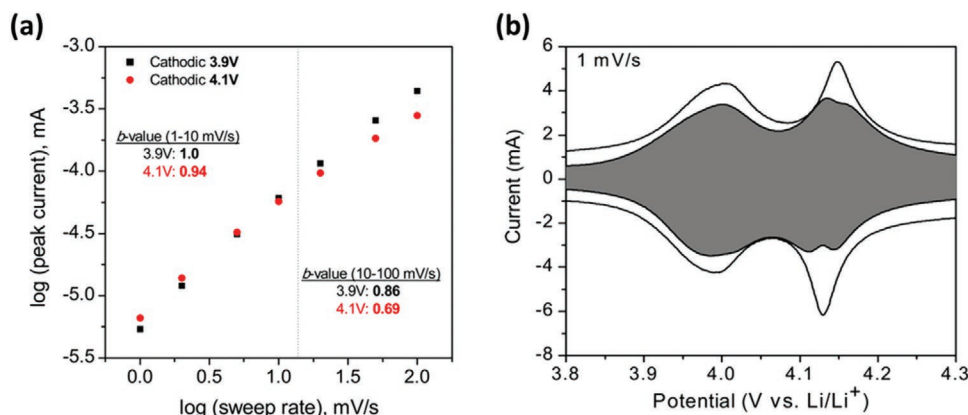 (a)
log (peak current), mA
-3.0
-3.5
-4.0
-4.5
-5.0
-5.5
Cathodic 3.9V
Cathodic 4.1V
b-value (1-10 mV/s)
3.9V: 1.0
4.1V: 0.94
b-value (10-100 mV/s)
3.9V: 0.86
4.1V: 0.69
0.0 0.5 1.0 1.5 2.0
log (sweep rate), mV/s
(b)
Current (mA)
6
4
2
0
-2
-4
-6
-8
1 mV/s
3.8 3.9 4.0 4.1 4.2 4.3
Potential (V vs. Li/Li⁺)